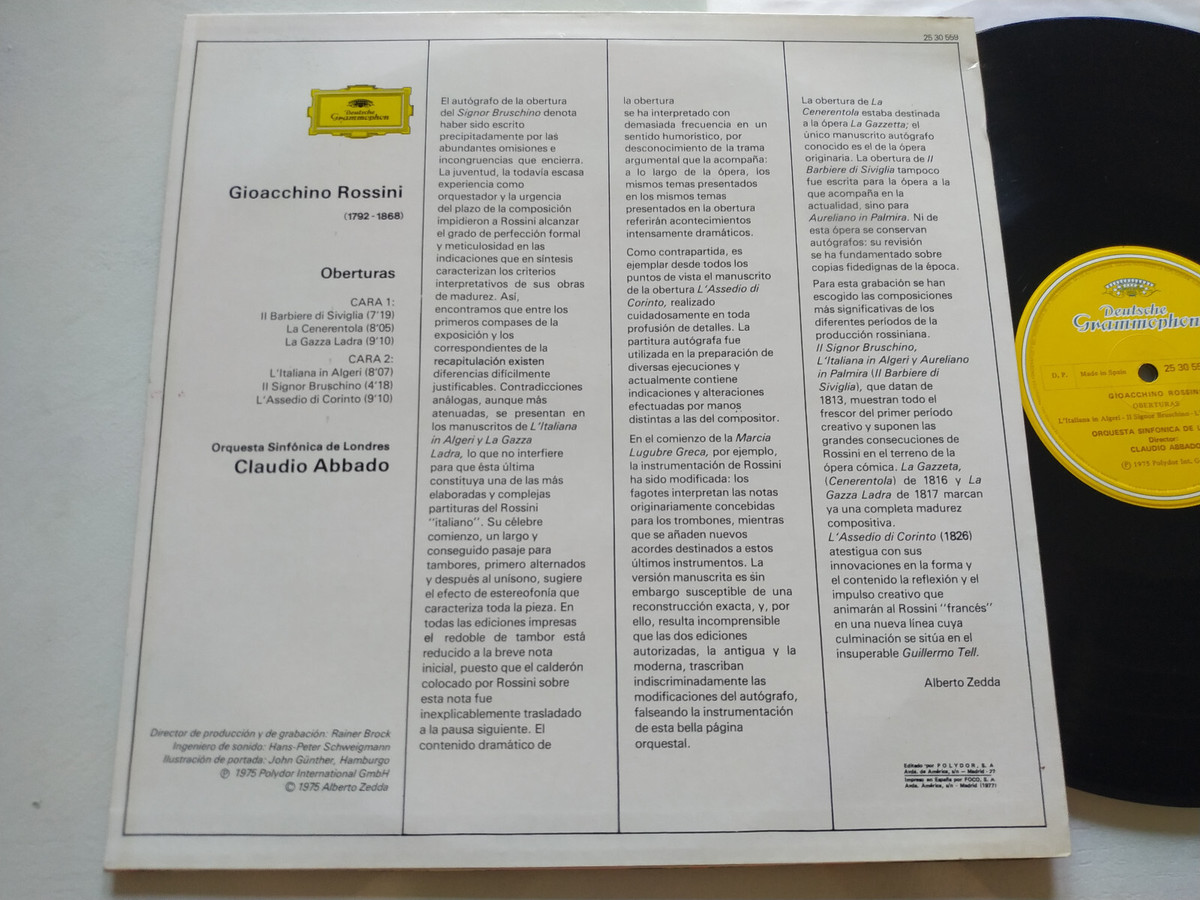 25 30 559
Deutsche
Grammophon
Gioacchino Rossini
(1792 - 1868)
Oberturas
CARA 1:
Il Barbiere di Siviglia (7'19)
La Cenerentola (8'05)
La Gazza Ladra (9'10)
CARA 2:
L'Italiana in Algeri (8'07)
Il Signor Bruschino (4'18)
L'Assedio di Corinto (9'10)
Orquesta Sinfónica de Londres
Claudio Abbado
Director de producción y de grabación: Rainer Brock
Ingeniero de sonido: Hans-Peter Schweigmann
Illustración de portada: John Günther, Hamburgo
℗ 1975 Polydor International GmbH
© 1975 Alberto Zedda
El autógrafo de la obertura
del Signor Bruschino denota
haber sido escrito
precipitadamente por las
abundantes omisiones e
incongruencias que encierra.
La juventud, la todavía escasa
experiencia como
orquestador y la urgencia
del plazo de la composición
impidieron a Rossini alcanzar
el grado de perfección formal
y meticulosidad en las
indicaciones que en síntesis
caracterizan los criterios
interpretativos de sus obras
de madurez. Así,
encontramos que entre los
primeros compases de la
exposición y los
correspondientes de la
recapitulación existen
diferencias difícilmente
justificables. Contradicciones
análogas, aunque más
atenuadas, se presentan en
los manuscritos de L'Italiana
in Algeri y La Gazza
Ladra, lo que no interfiere
para que ésta última
constituya una de las más
elaboradas y complejas
partituras del Rossini
"italiano". Su célebre
comienzo, un largo y
conseguido pasaje para
tambores, primero alternados
y después al unísono, sugiere
el efecto de estereofonía que
caracteriza toda la pieza. En
todas las ediciones impresas
el redoble de tambor está
reducido a la breve nota
inicial, puesto que el calderón
colocado por Rossini sobre
esta nota fue
inexplicablemente trasladado
a la pausa siguiente. El
contenido dramático de
la obertura
se ha interpretado con
demasiada frecuencia en un
sentido humorístico, por
desconocimiento de la trama
argumental que la acompaña:
a lo largo de la ópera, los
mismos temas presentados
en los mismos temas
presentados en la obertura
referirán acontecimientos
intensamente dramáticos.
Como contrapartida, es
ejemplar desde todos los
puntos de vista el manuscrito
de la obertura L'Assedio di
Corinto, realizado
cuidadosamente en toda
profusión de detalles. La
partitura autógrafa fue
utilizada en la preparación de
diversas ejecuciones y
actualmente contiene
indicaciones y alteraciones
efectuadas por manos
distintas a las del compositor.
En el comienzo de la Marcia
Lugubre Greca, por ejemplo,
la instrumentación de Rossini
ha sido modificada: los
fagotes interpretan las notas
originariamente concebidas
para los trombones, mientras
que se añaden nuevos
acordes destinados a estos
últimos instrumentos. La
versión manuscrita es sin
embargo susceptible de una
reconstrucción exacta, y, por
ello, resulta incomprensible
que las dos ediciones
autorizadas, la antigua y la
moderna, trascriban
indiscriminadamente las
modificaciones del autógrafo,
falseando la instrumentación
de esta bella página
orquestal.
La obertura de La
Cenerentola estaba destinada
a la ópera La Gazzetta; el
único manuscrito autógrafo
conocido es el de la ópera
originaria. La obertura de Il
Barbiere di Siviglia tampoco
fue escrita para la ópera a la
que acompaña en la
actualidad, sino para
Aureliano in Palmira. Ni de
esta ópera se conservan
autógrafos: su revisión
se ha fundamentado sobre
copias fidedignas de la época.
Para esta grabación se han
escogido las composiciones
más significativas de los
diferentes períodos de la
producción rossiniana.
Il Signor Bruschino,
L'Italiana in Algeri y Aureliano
in Palmira (Il Barbiere di
Siviglia), que datan de
1813, muestran todo el
frescor del primer período
creativo y suponen las
grandes consecuciones de
Rossini en el terreno de la
ópera cómica. La Gazzeta,
(Cenerentola) de 1816 y La
Gazza Ladra de 1817 marcan
ya una completa madurez
compositiva.
L'Assedio di Corinto (1826)
atestigua con sus
innovaciones en la forma y
el contenido la reflexión y el
impulso creativo que
animarán al Rossini "francés"
en una nueva línea cuya
culminación se sitúa en el
insuperable Guillermo Tell.
Alberto Zedda
Editado por POLYDOR, S. A
Avda. de América, s/n - Madrid - 27
Impreso en España por FOCO, S. A.
Avda. América, s/n - Madrid (1977)
Deutsche
Grammophon
D. P. Made in Spain 25 30 55
GIOACCHINO ROSSIN
OBERTURAS
L'Italiana in Algeri - Il Signor Bruschino - L
ORQUESTA SINFONICA DE L
Director:
CLAUDIO ABBADO
℗ 1975 Polydor Int. G